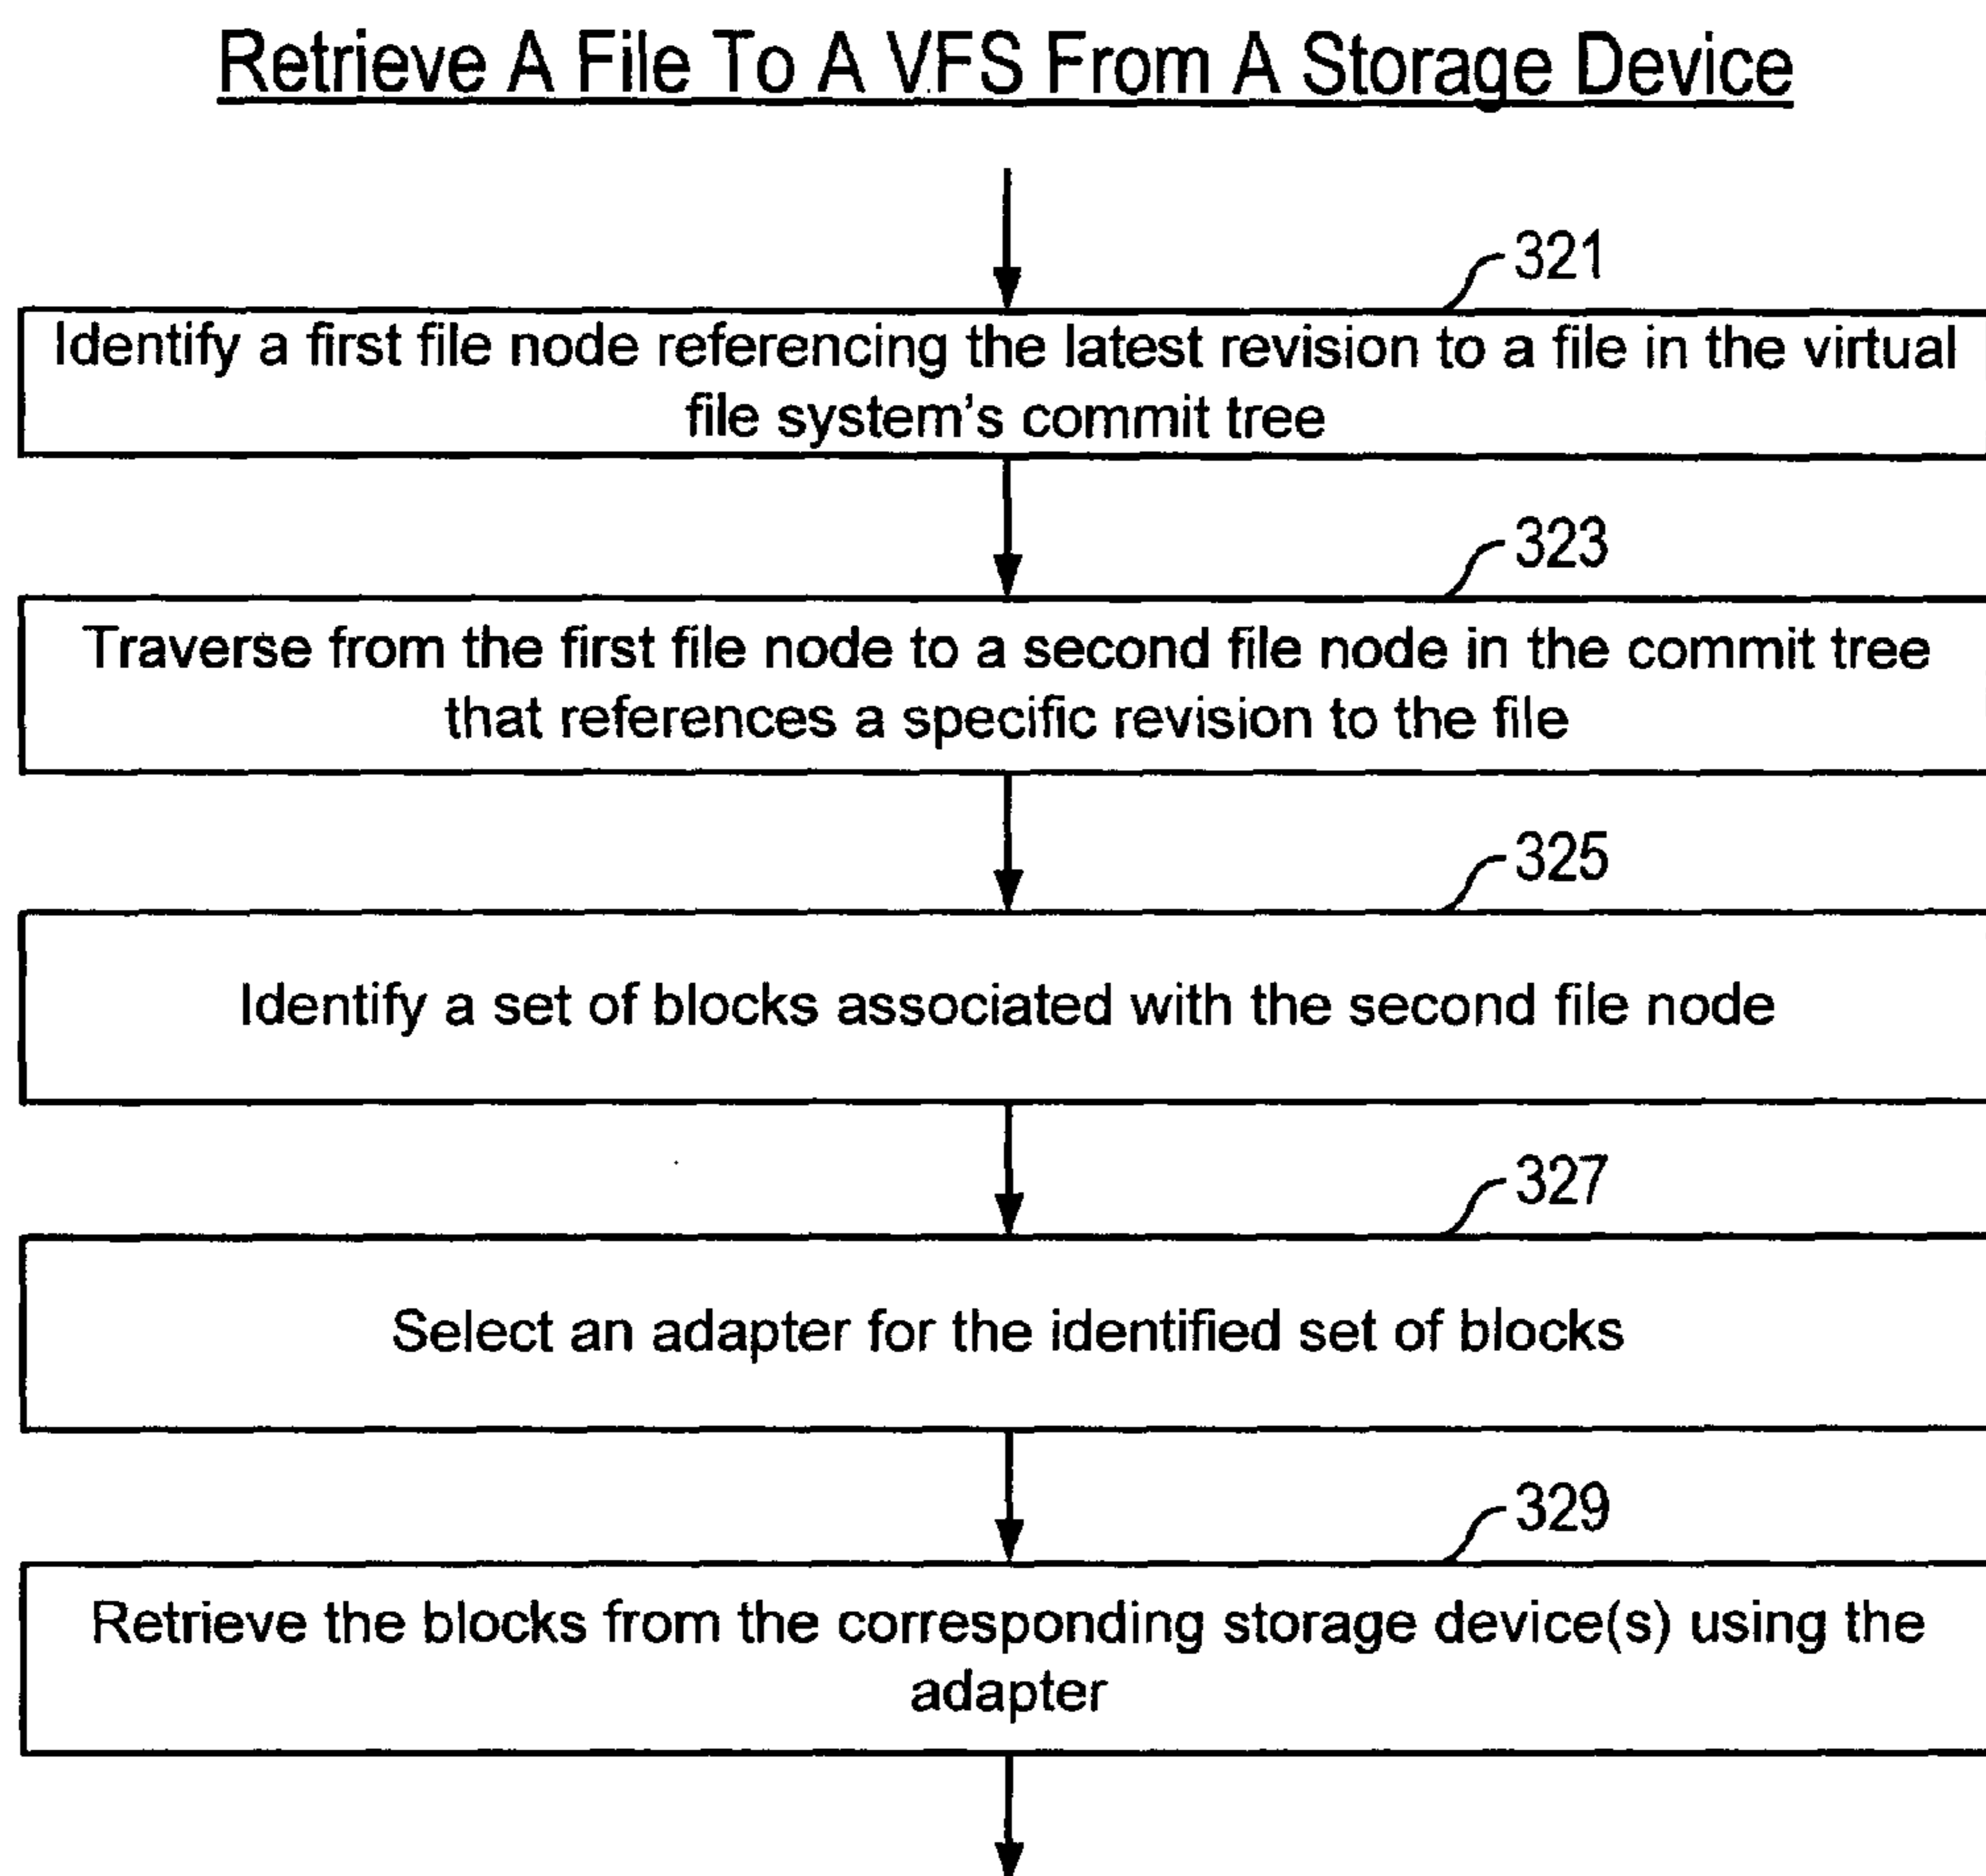 Retrieve A File To A VFS From A Storage Device
321
Identify a first file node referencing the latest revision to a file in the virtual
file system's commit tree
323
Traverse from the first file node to a second file node in the commit tree
that references a specific revision to the file
325
Identify a set of blocks associated with the second file node
327
Select an adapter for the identified set of blocks
329
Retrieve the blocks from the corresponding storage device(s) using the
adapter